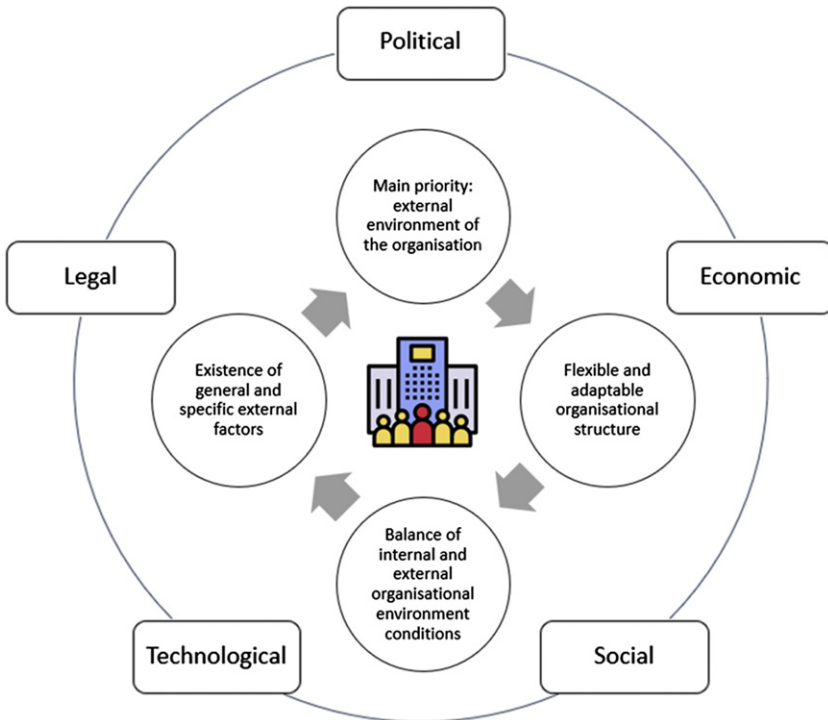 Political
Main priority:
external
environment of
the organisation
Legal
Economic
Existence of
general and
specific external
factors
Flexible and
adaptable
organisational
structure
Balance of
internal and
external
organisational
environment
conditions
Technological
Social